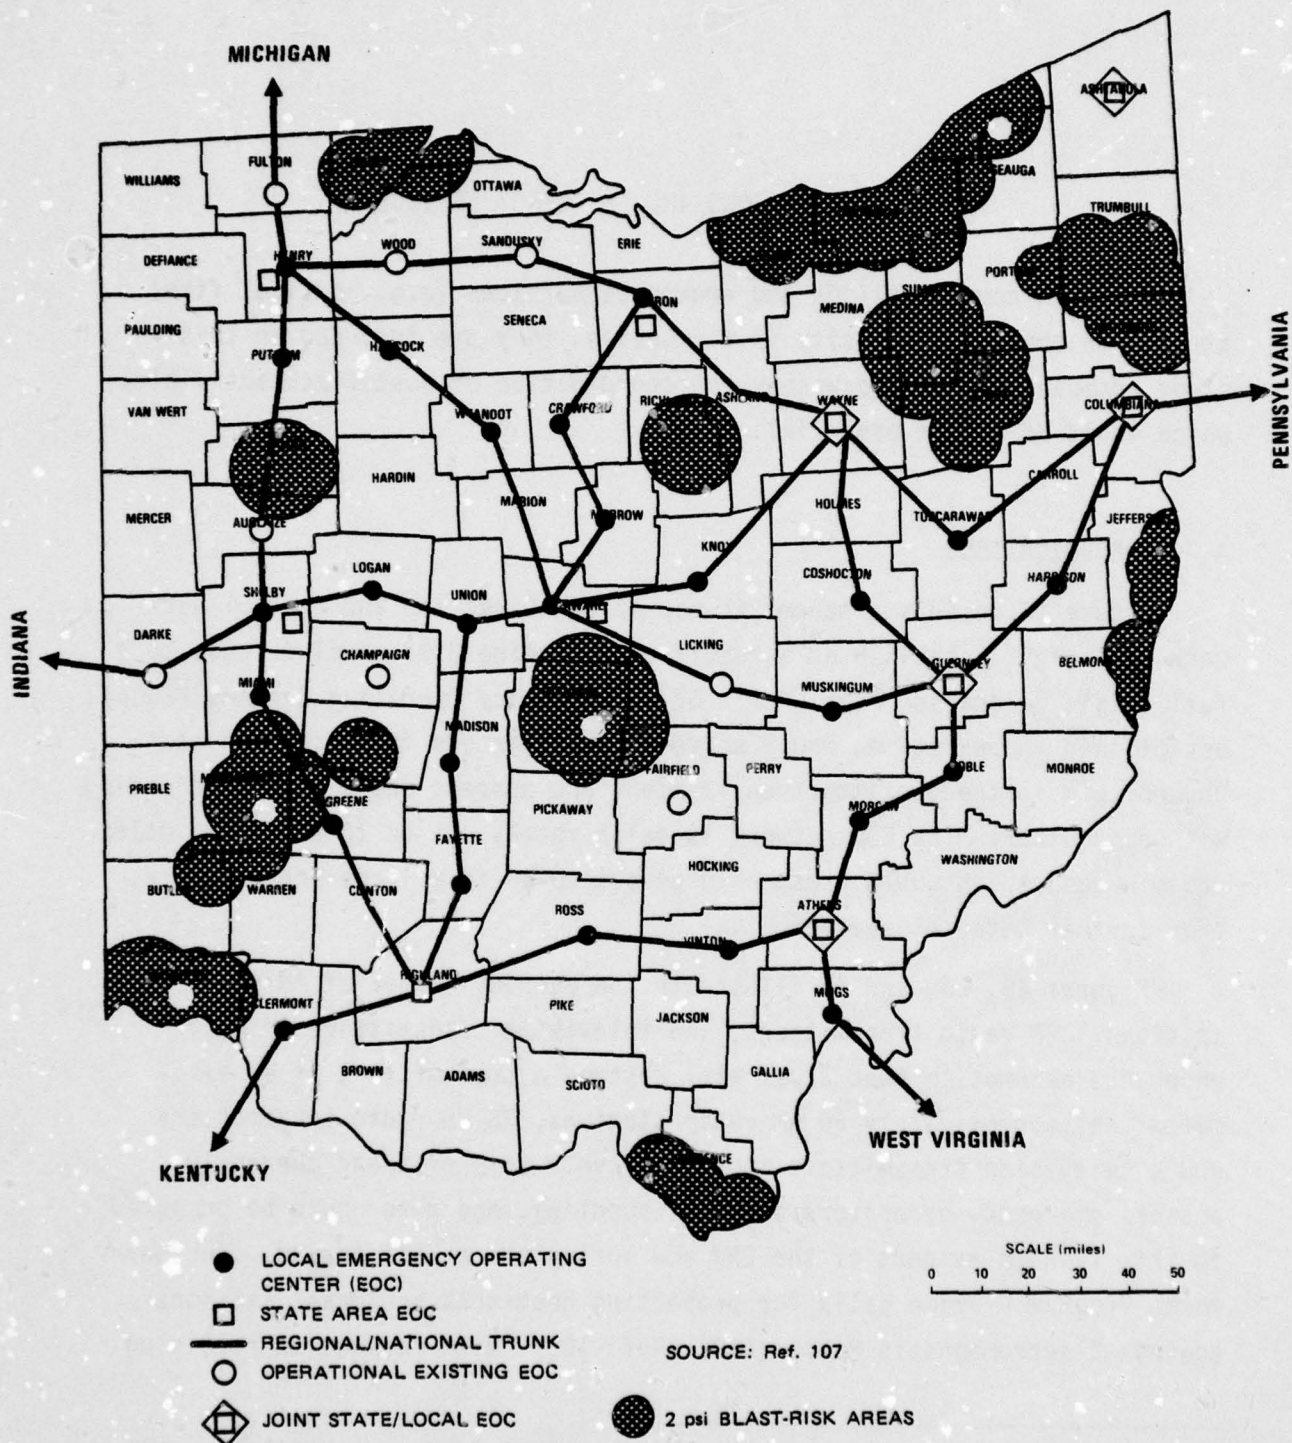 MICHIGAN
ASHTABULA
WILLIAMS
FULTON
OTTAWA
GEAUGA
TRUMBULL
DEFIANCE
HENRY
WOOD
SANDUSKY
ERIE
PAULDING
PUTNAM
HANCOCK
SENECA
HURON
MEDINA
VAN WERT
WYANDOT
CRAWFORD
ASHLAND
WAYNE
COLUMBIANA
PENNSYLVANIA
MERCER
AUGLAIZE
HARDIN
MARION
MORROW
KNOX
HOLMES
TUSCARAWAS
CARROLL
JEFFERSON
DARKE
SHELBY
LOGAN
UNION
COSHOCTON
HARRISON
INDIANA
MIAMI
CHAMPAIGN
LICKING
MUSKINGUM
GUERNSEY
BELMONT
PREBLE
MADISON
GREENE
PICKAWAY
FAIRFIELD
PERRY
MORGAN
NOBLE
MONROE
BUTLER
WARREN
CLINTON
FAYETTE
ROSS
HOCKING
ATHENS
WASHINGTON
CLERMONT
HIGHLAND
PIKE
VINTON
JACKSON
MEIGS
BROWN
ADAMS
SCIOTO
GALLIA
KENTUCKY
WEST VIRGINIA
LOCAL EMERGENCY OPERATING
CENTER (EOC)
STATE AREA EOC
REGIONAL/NATIONAL TRUNK
OPERATIONAL EXISTING EOC
JOINT STATE/LOCAL EOC
SCALE (miles)
0 10 20 30 40 50
SOURCE: Ref. 107
2 psi BLAST-RISK AREAS